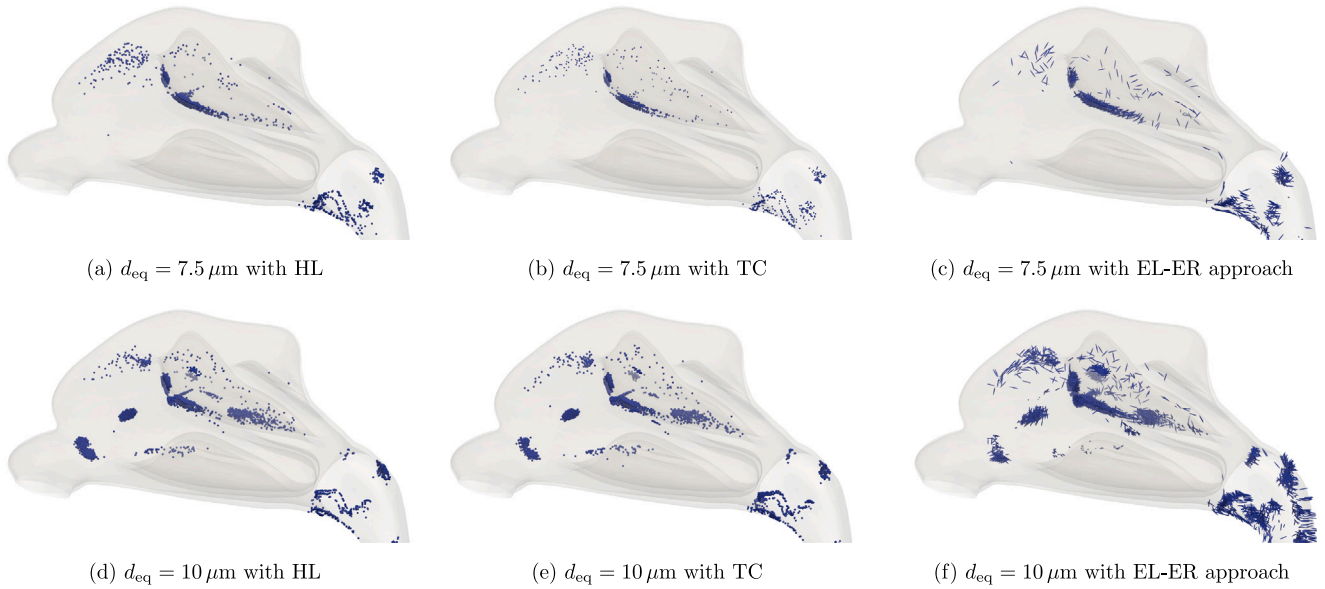 (a) d_eq = 7.5 μm with HL
(b) d_eq = 7.5 μm with TC
(c) d_eq = 7.5 μm with EL-ER approach
(d) d_eq = 10 μm with HL
(e) d_eq = 10 μm with TC
(f) d_eq = 10 μm with EL-ER approach